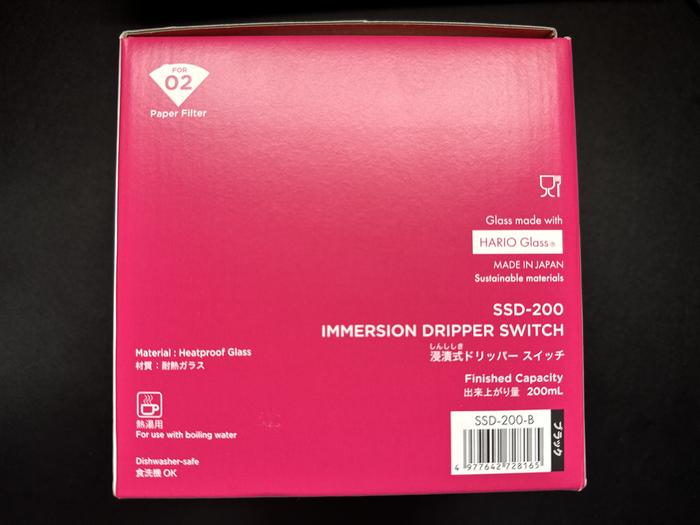 FOR
02
Paper Filter
Glass made with
HARIO Glass®
MADE IN JAPAN
Sustainable materials
SSD-200
IMMERSION DRIPPER SWITCH
しんししき
浸漬式ドリッパー スイッチ
Finished Capacity
出来上がり量 200mL
Material : Heatproof Glass
材質：耐熱ガラス
熱湯用
For use with boiling water
Dishwasher-safe
食洗機 OK
SSD-200-B
ブラック
4 977642 728165